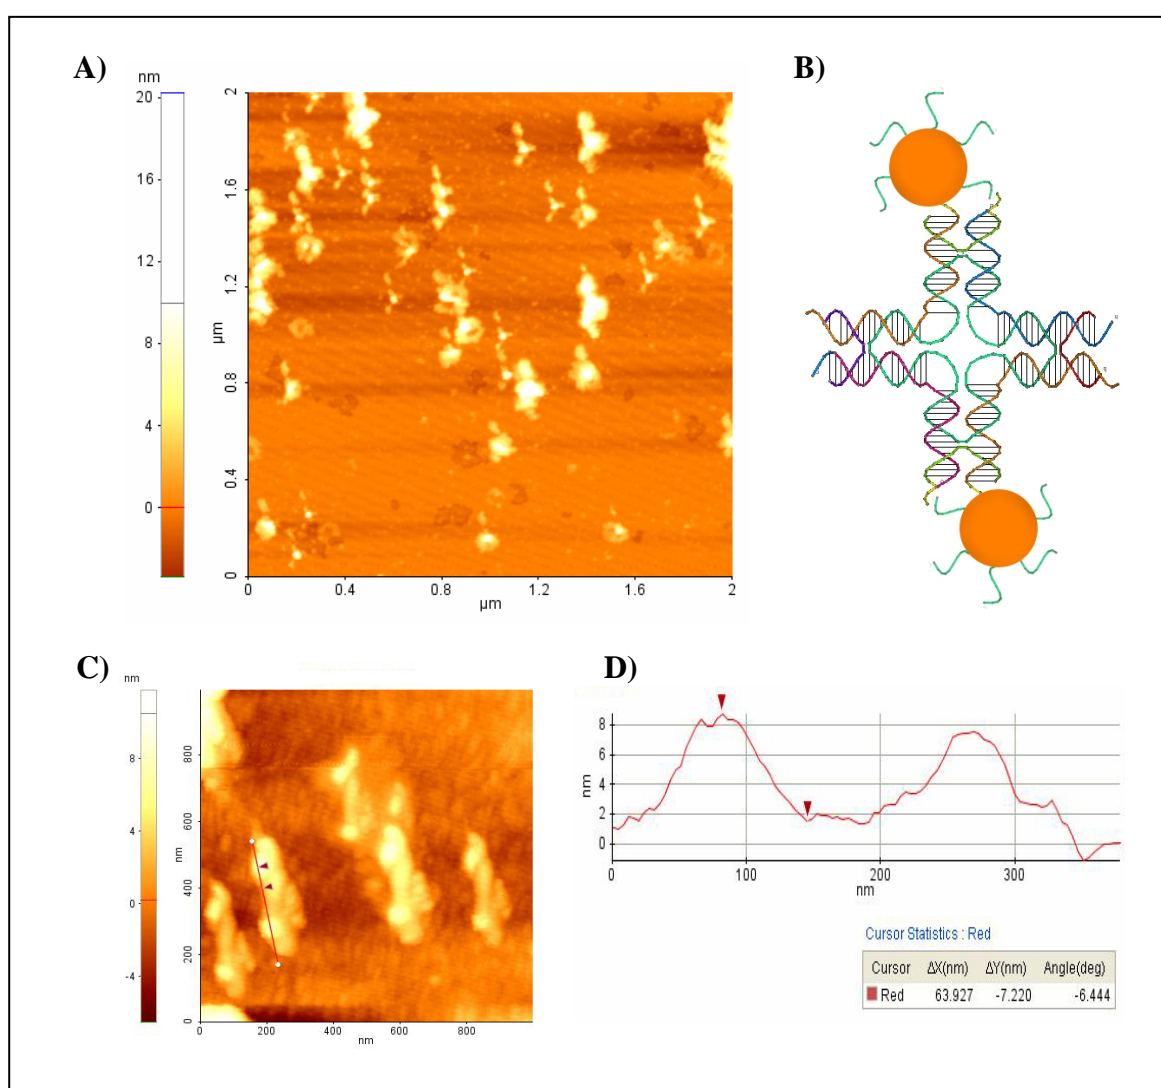 A)
B)
nm
20
16
12
8
4
0
2
1.6
1.2
0.8
0.4
0
µm
0 0.4 0.8 1.2 1.6 2
µm
C)
D)
nm
8
4
0
-4
800
600
400
200
0
nm
0 200 400 600 800
nm
8
6
4
2
0
nm
0 100 200 300
nm
Cursor Statistics : Red
Cursor ΔX(nm) ΔY(nm) Angle(deg)
Red 63.927 -7.220 -6.444